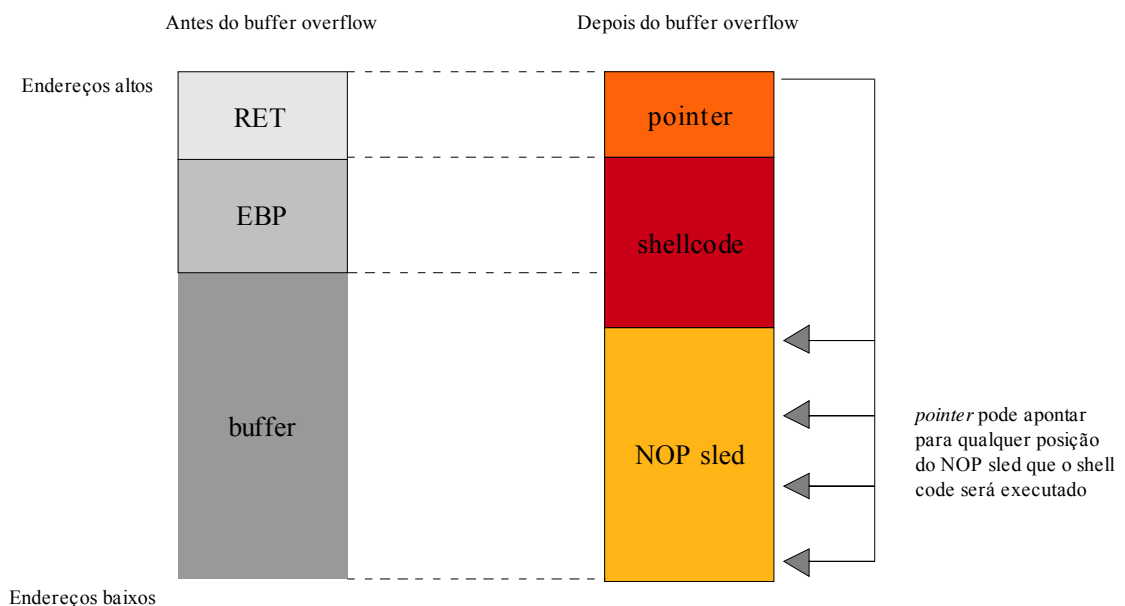 Antes do buffer overflow
Depois do buffer overflow
Endereços altos
RET
pointer
EBP
shellcode
buffer
NOP sled
pointer pode apontar
para qualquer posição
do NOP sled que o shell
code será executado
Endereços baixos